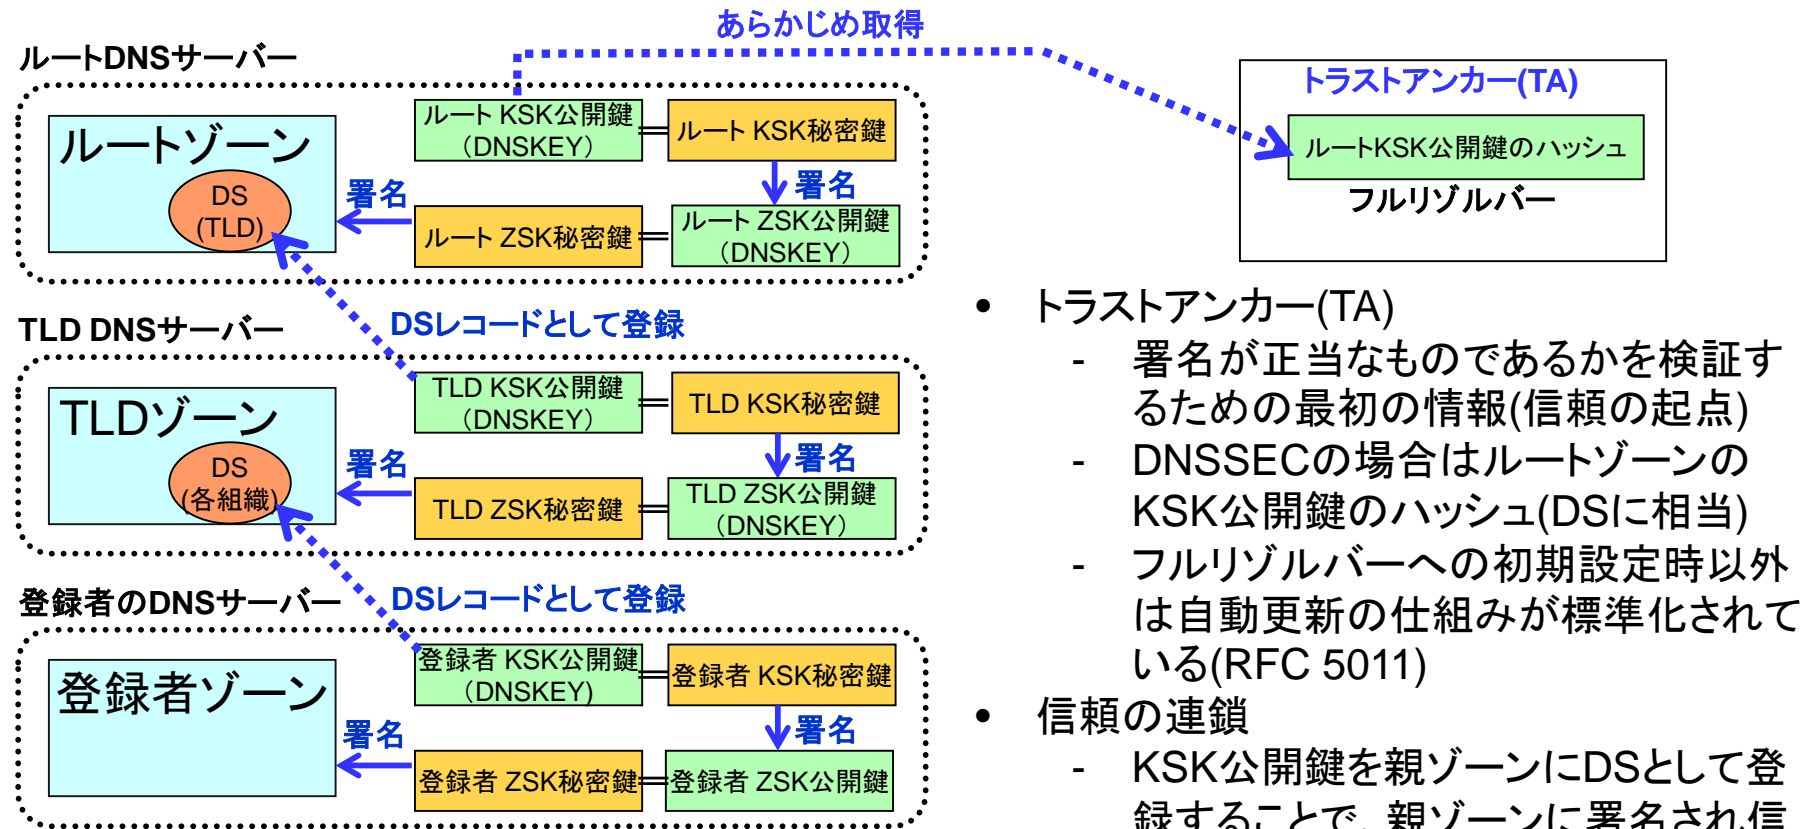 あらかじめ取得
ルートDNSサーバー
ルートゾーン
DS
(TLD)
署名
ルート KSK公開鍵
（DNSKEY）
ルート KSK秘密鍵
署名
ルート ZSK秘密鍵
ルート ZSK公開鍵
（DNSKEY）
DSレコードとして登録
TLD DNSサーバー
TLDゾーン
DS
(各組織)
署名
TLD KSK公開鍵
（DNSKEY）
TLD KSK秘密鍵
署名
TLD ZSK秘密鍵
TLD ZSK公開鍵
（DNSKEY）
DSレコードとして登録
登録者のDNSサーバー
登録者ゾーン
署名
登録者 KSK公開鍵
（DNSKEY)
登録者 KSK秘密鍵
署名
登録者 ZSK秘密鍵
登録者 ZSK公開鍵
トラストアンカー(TA)
ルートKSK公開鍵のハッシュ
フルリゾルバー
• トラストアンカー(TA)
- 署名が正当なものであるかを検証す
るための最初の情報(信頼の起点)
- DNSSECの場合はルートゾーンの
KSK公開鍵のハッシュ(DSに相当)
- フルリゾルバーへの初期設定時以外
は自動更新の仕組みが標準化されて
いる(RFC 5011)
• 信頼の連鎖
- KSK公開鍵を親ゾーンにDSとして登
録することで、親ゾーンに署名され信